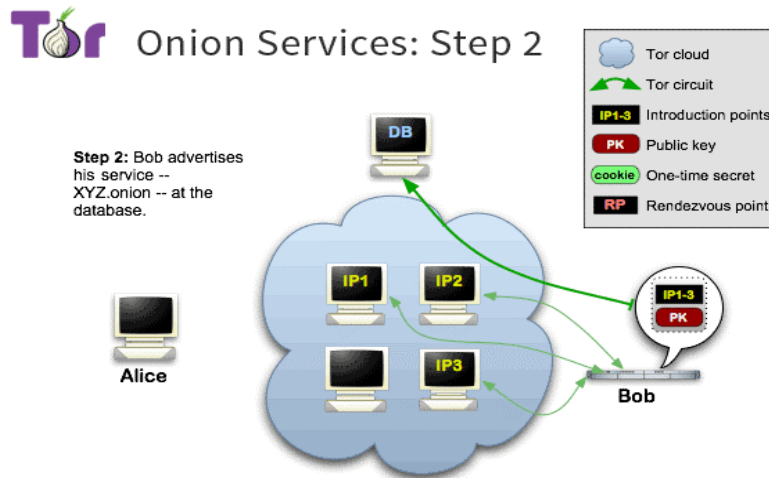 Tor
Onion Services: Step 2
Tor cloud
Tor circuit
IP1-3 Introduction points
PK Public key
cookie One-time secret
RP Rendezvous point
Step 2: Bob advertises
his service --
XYZ.onion -- at the
database.
DB
IP1
IP2
IP3
IP1-3
PK
Alice
Bob